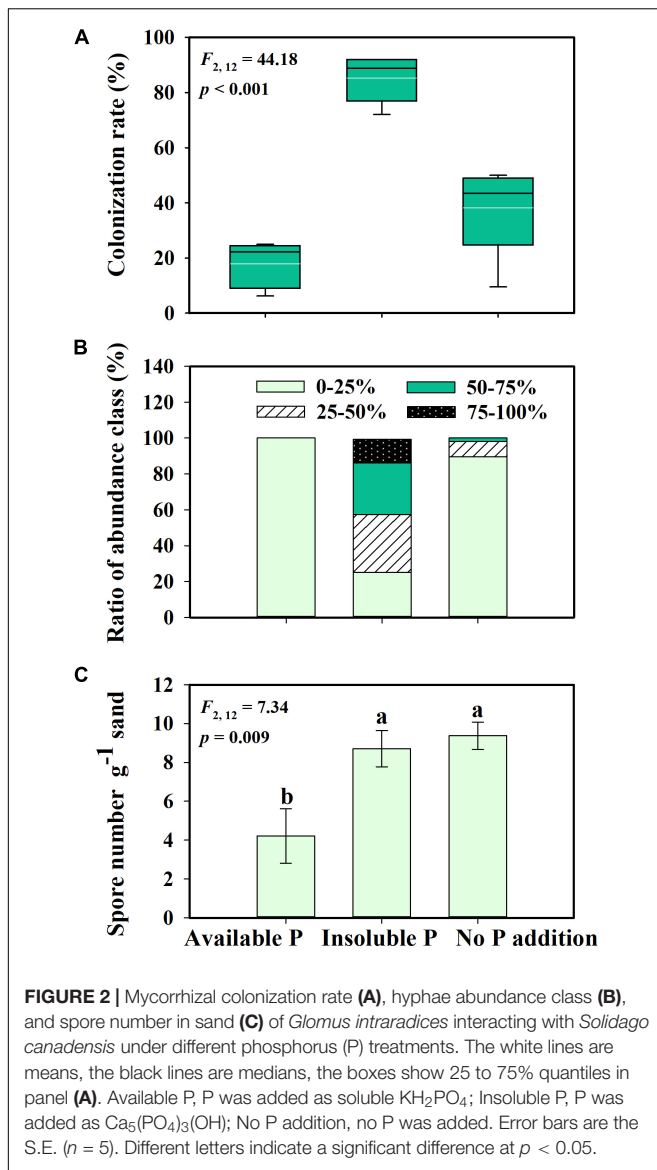 A
100
80
60
40
20
0
Colonization rate (%)
F2, 12 = 44.18
p < 0.001
B
140
120
100
80
60
40
20
0
Ratio of abundance class (%)
0-25% 50-75%
25-50% 75-100%
C
12
10
8
6
4
2
0
Spore number g-1 sand
F2, 12 = 7.34
p = 0.009
b
a
a
Available P Insoluble P No P addition
FIGURE 2 | Mycorrhizal colonization rate (A), hyphae abundance class (B),
and spore number in sand (C) of Glomus intraradices interacting with Solidago
canadensis under different phosphorus (P) treatments. The white lines are
means, the black lines are medians, the boxes show 25 to 75% quantiles in
panel (A). Available P, P was added as soluble KH2PO4; Insoluble P, P was
added as Ca5(PO4)3(OH); No P addition, no P was added. Error bars are the
S.E. (n = 5). Different letters indicate a significant difference at p < 0.05.